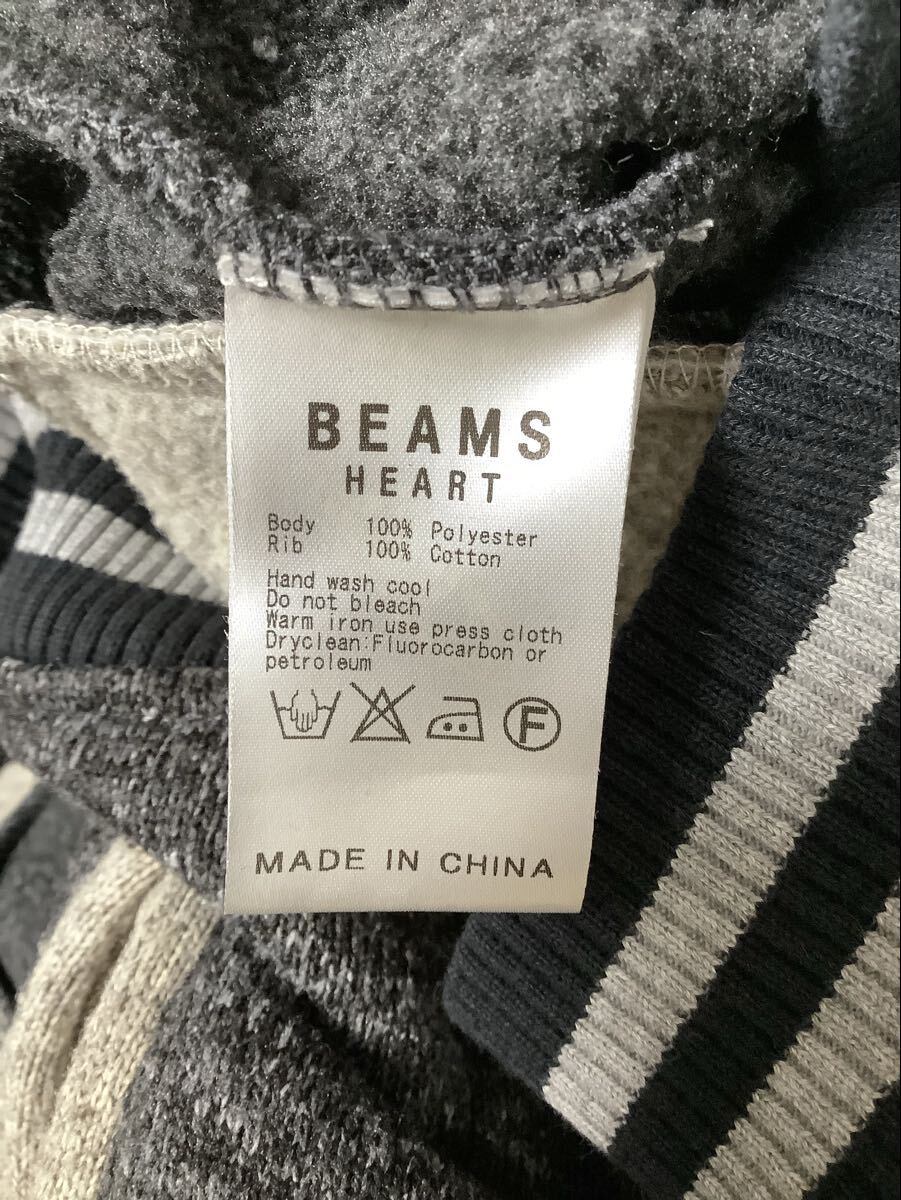 BEAMS
HEART
Body 100% Polyester
Rib 100% Cotton
Hand wash cool
Do not bleach
Warm iron use press cloth
Dryclean:Fluorocarbon or
petroleum
F
MADE IN CHINA